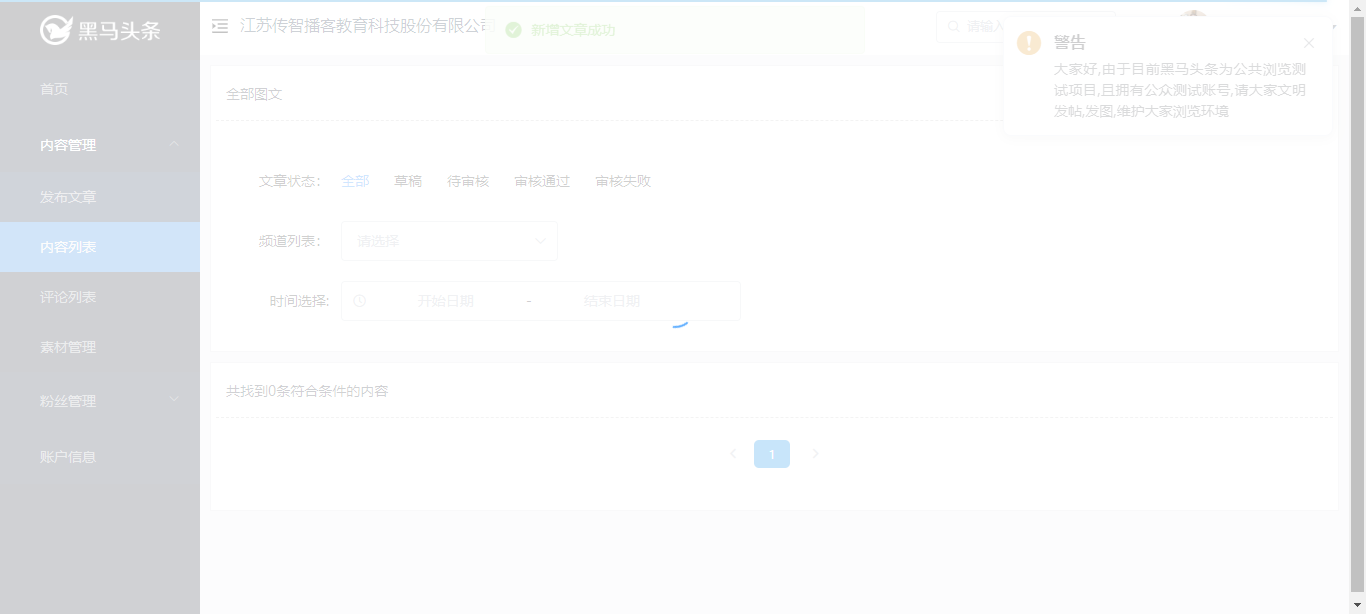 黑马头条
江苏传智播客教育科技股份有限公司
新增文章成功
请输入
警告
大家好,由于目前黑马头条为公共浏览测
试项目,且拥有公众测试账号,请大家文明
发帖,发图,维护大家浏览环境
首页
内容管理
发布文章
内容列表
评论列表
素材管理
粉丝管理
账户信息
全部图文
文章状态: 全部 草稿 待审核 审核通过 审核失败
频道列表: 请选择
时间选择: 开始日期 - 结束日期
共找到0条符合条件的内容
1